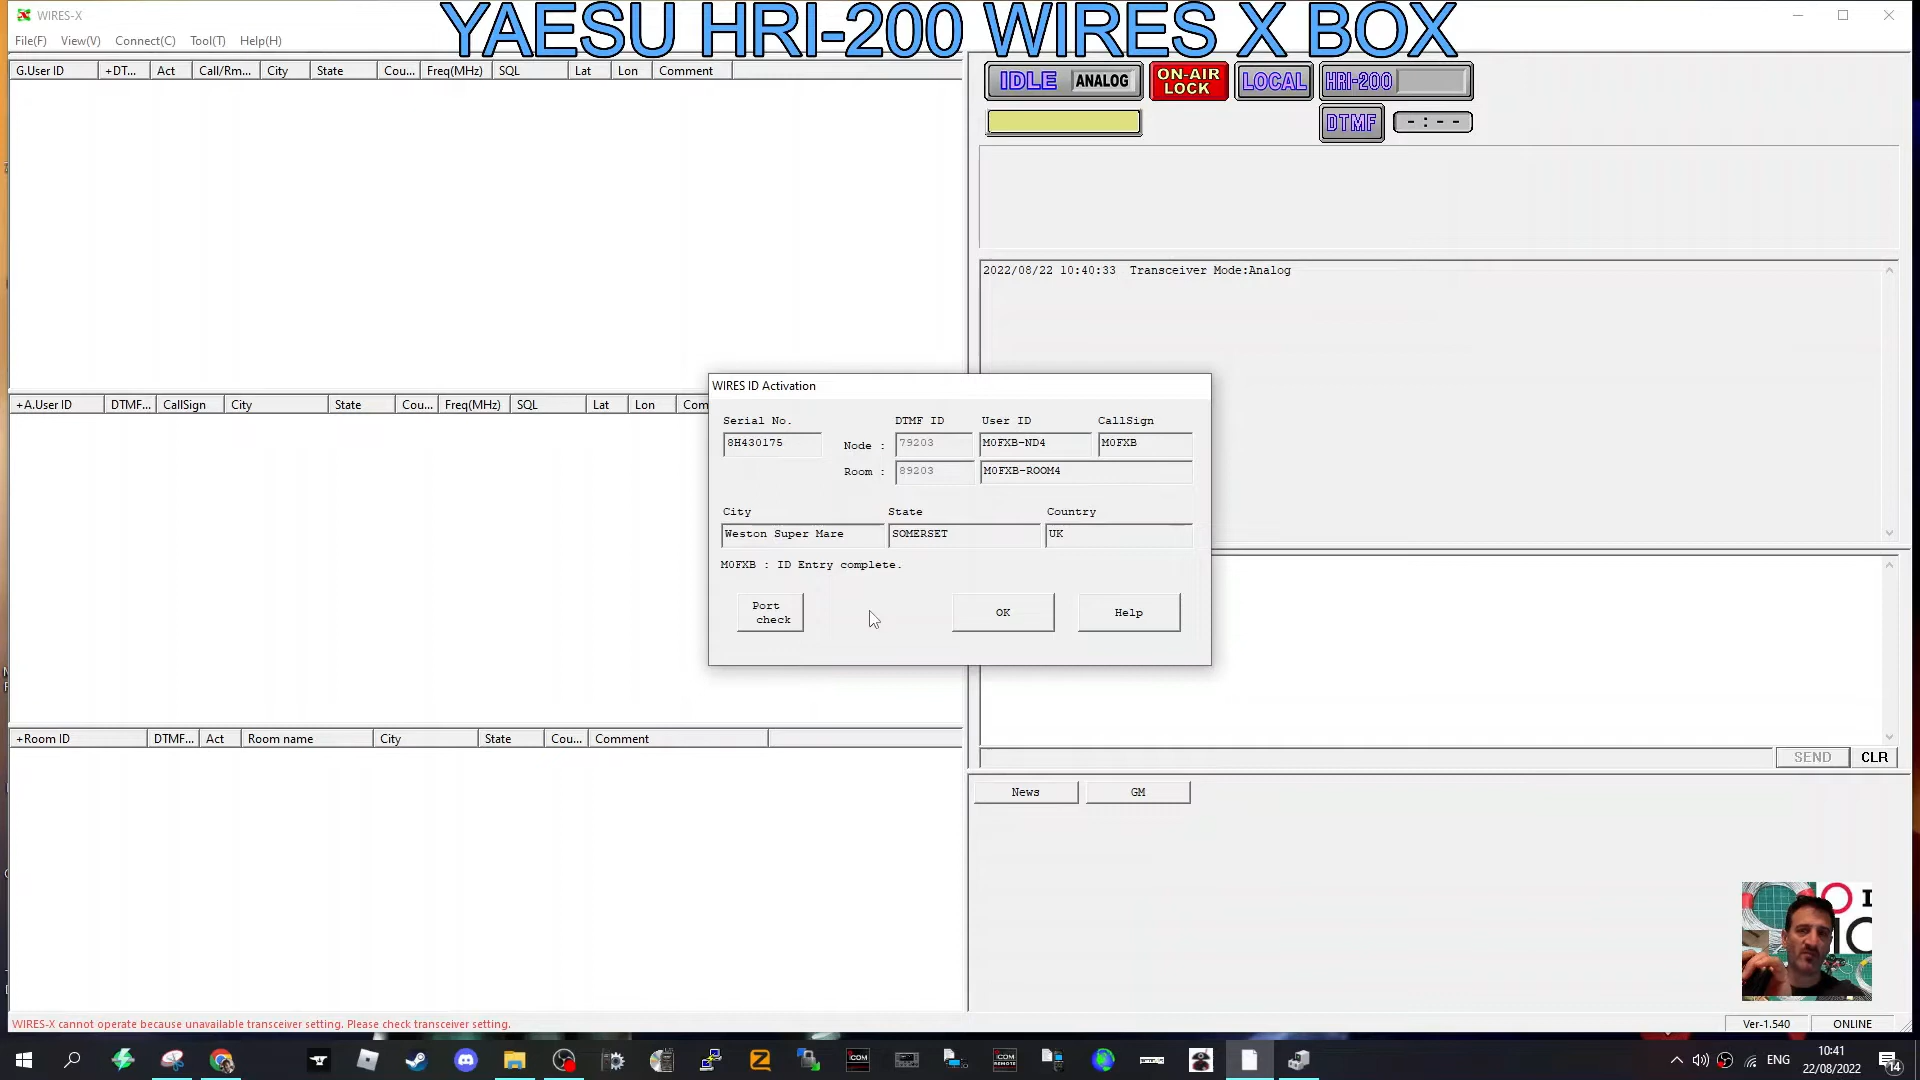 WIRES-X
YAESU HRI-200 WIRES X BOX
File(F) View(V) Connect(C) Tool(T) Help(H)
G.User ID +DT... Act Call/Rm... City State Cou... Freq(MHz) SQL Lat Lon Comment
IDLE ANALOG ON-AIR LOCK LOCAL HRI-200
DTMF -:--
2022/08/22 10:40:33 Transceiver Mode:Analog
+A.User ID DTMF... CallSign City State Cou... Freq(MHz) SQL Lat Lon Com
WIRES ID Activation
Serial No. DTMF ID User ID CallSign
8H430175 Node : 79203 M0FXB-ND4 M0FXB
Room : 89203 M0FXB-ROOM4
City State Country
Weston Super Mare SOMERSET UK
M0FXB : ID Entry complete.
Port check OK Help
+Room ID DTMF... Act Room name City State Cou... Comment
SEND CLR
News GM
WIRES-X cannot operate because unavailable transceiver setting. Please check transceiver setting.
Ver-1.540 ONLINE
ENG 10:41
22/08/2022
14